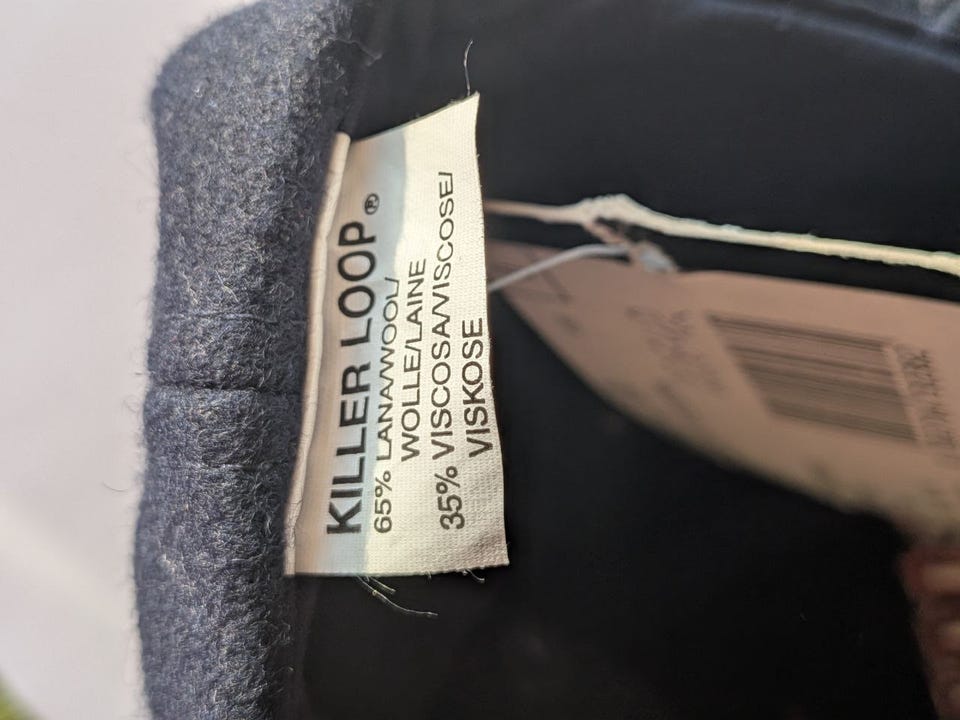 KILLER LOOP®
65% LANA/WOOL/
WOLLE/LAINE
35% VISCOSA/VISCOSE/
VISKOSE